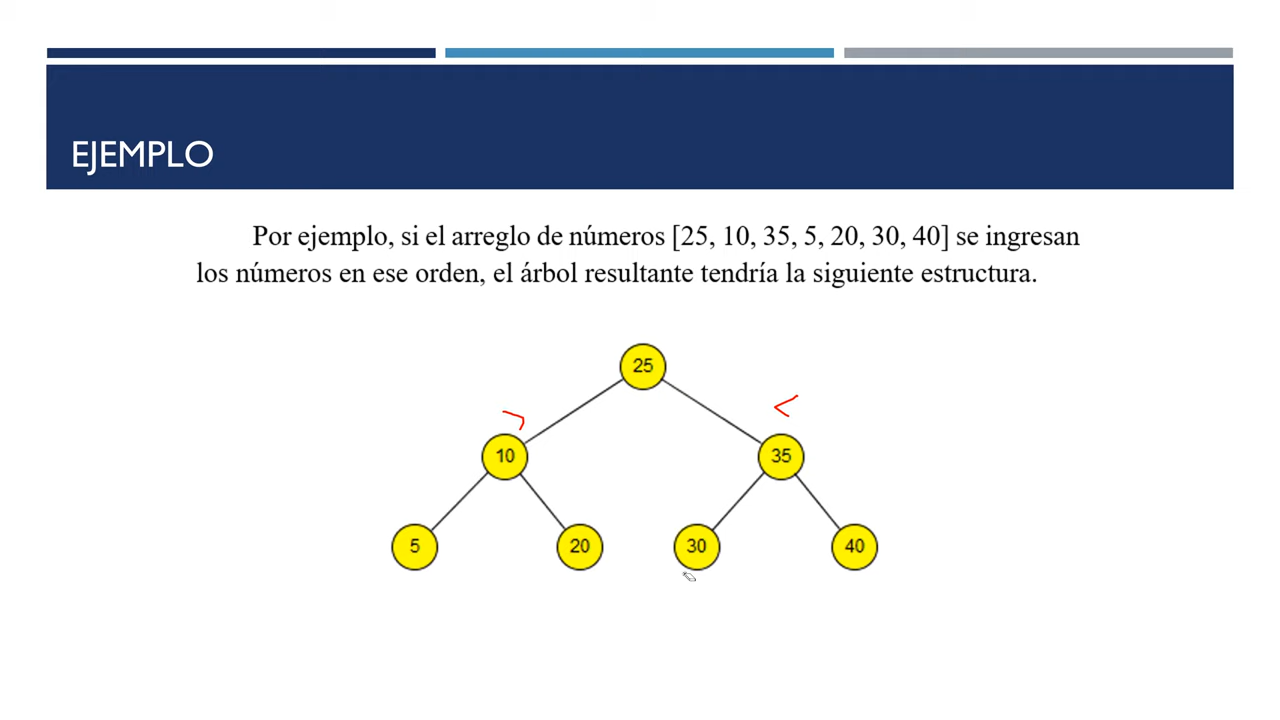 EJEMPLO
Por ejemplo, si el arreglo de números [25, 10, 35, 5, 20, 30, 40] se ingresan
los números en ese orden, el árbol resultante tendría la siguiente estructura.
25
> <
10 35
5 20 30 40